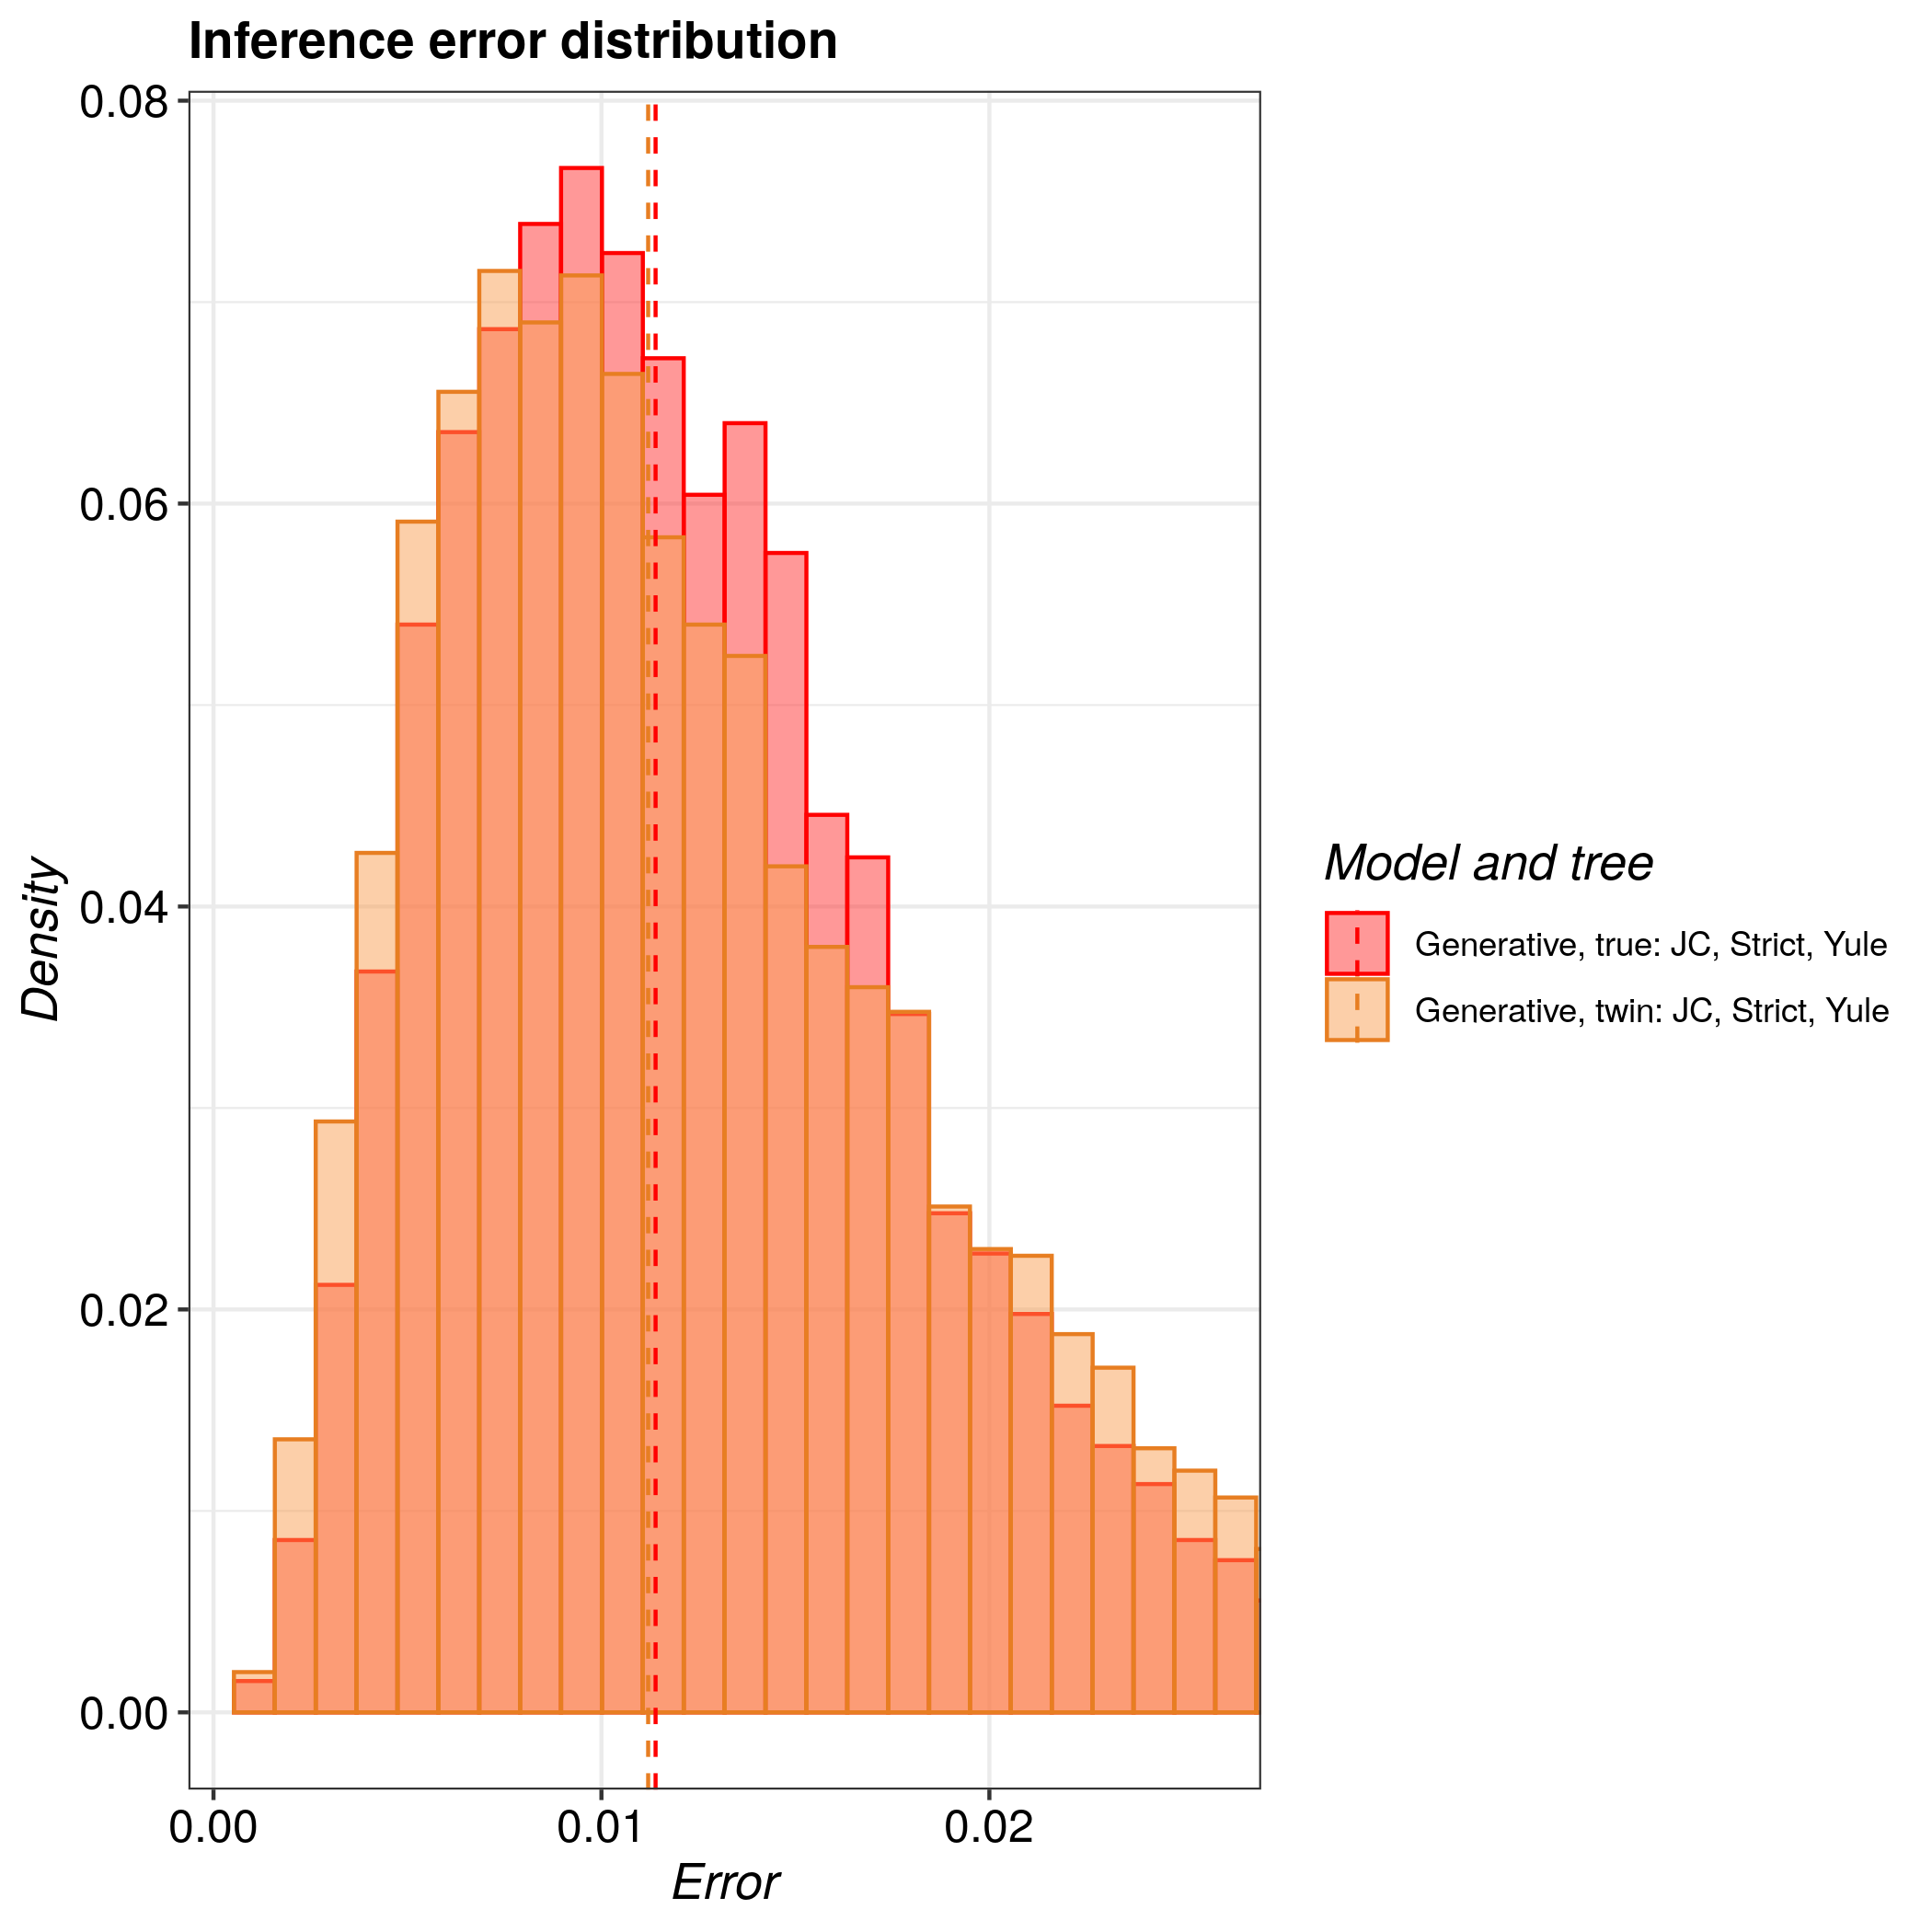 Inference error distribution
0.08
0.06
0.04
0.02
0.00
Density
0.00 0.01 0.02
Error
Model and tree
Generative, true: JC, Strict, Yule
Generative, twin: JC, Strict, Yule